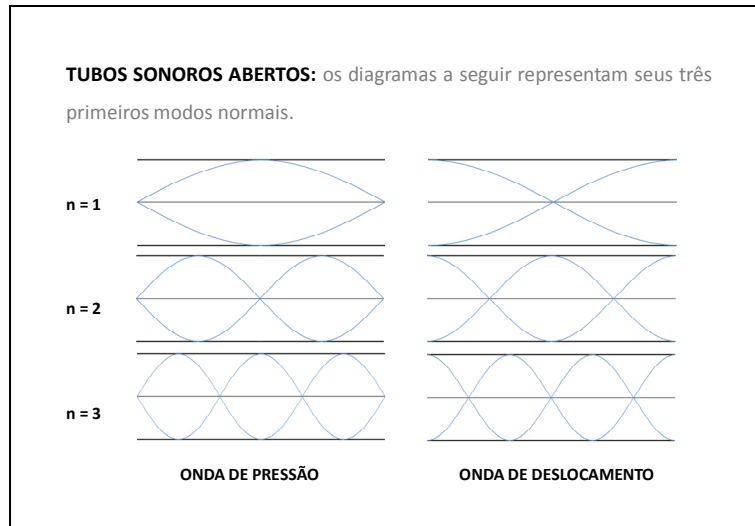 TUBOS SONOROS ABERTOS: os diagramas a seguir representam seus três
primeiros modos normais.
n = 1
n = 2
n = 3
ONDA DE PRESSÃO
ONDA DE DESLOCAMENTO